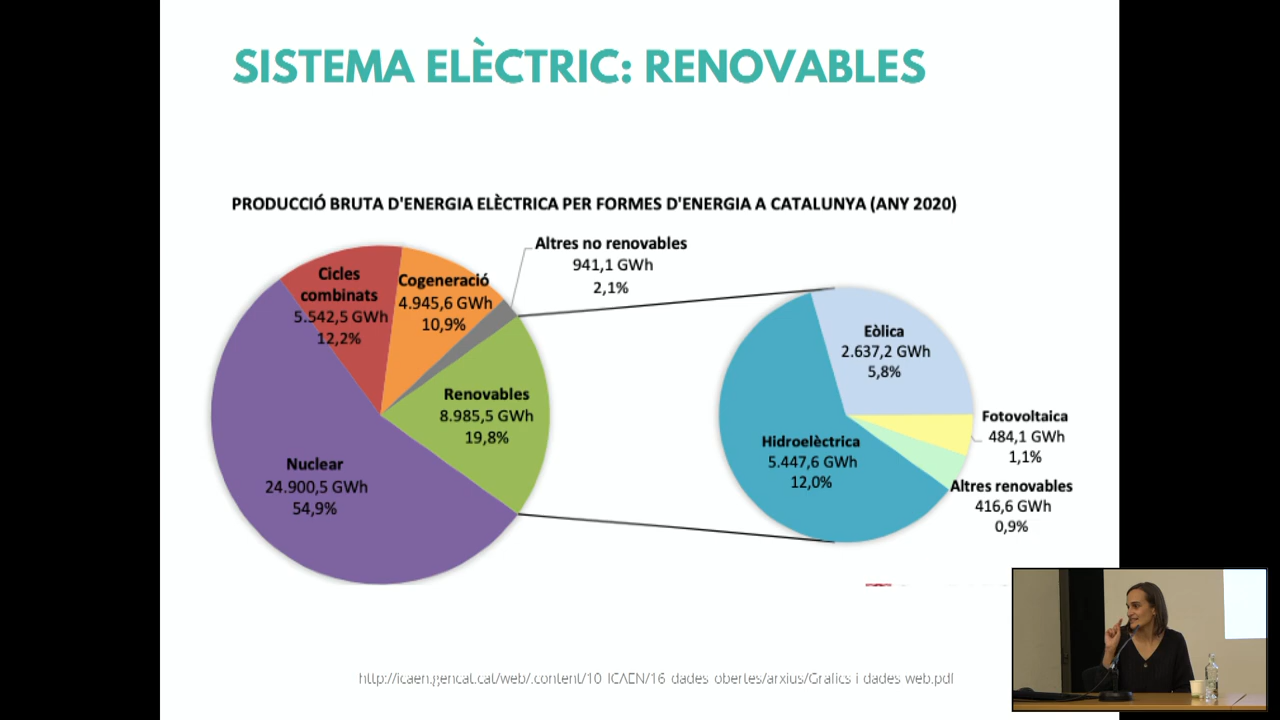 SISTEMA ELÈCTRIC: RENOVABLES
PRODUCCIÓ BRUTA D'ENERGIA ELÈCTRICA PER FORMES D'ENERGIA A CATALUNYA (ANY 2020)
Altres no renovables
941,1 GWh
2,1%
Cicles
combinats
5.542,5 GWh
12,2%
Cogeneració
4.945,6 GWh
10,9%
Renovables
8.985,5 GWh
19,8%
Nuclear
24.900,5 GWh
54,9%
Eòlica
2.637,2 GWh
5,8%
Fotovoltaica
484,1 GWh
1,1%
Hidroelèctrica
5.447,6 GWh
12,0%
Altres renovables
416,6 GWh
0,9%
http://icaen.gencat.cat/web/.content/10_ICAEN/16_dades_obertes/arxius/Grafics_i_dades_web.pdf